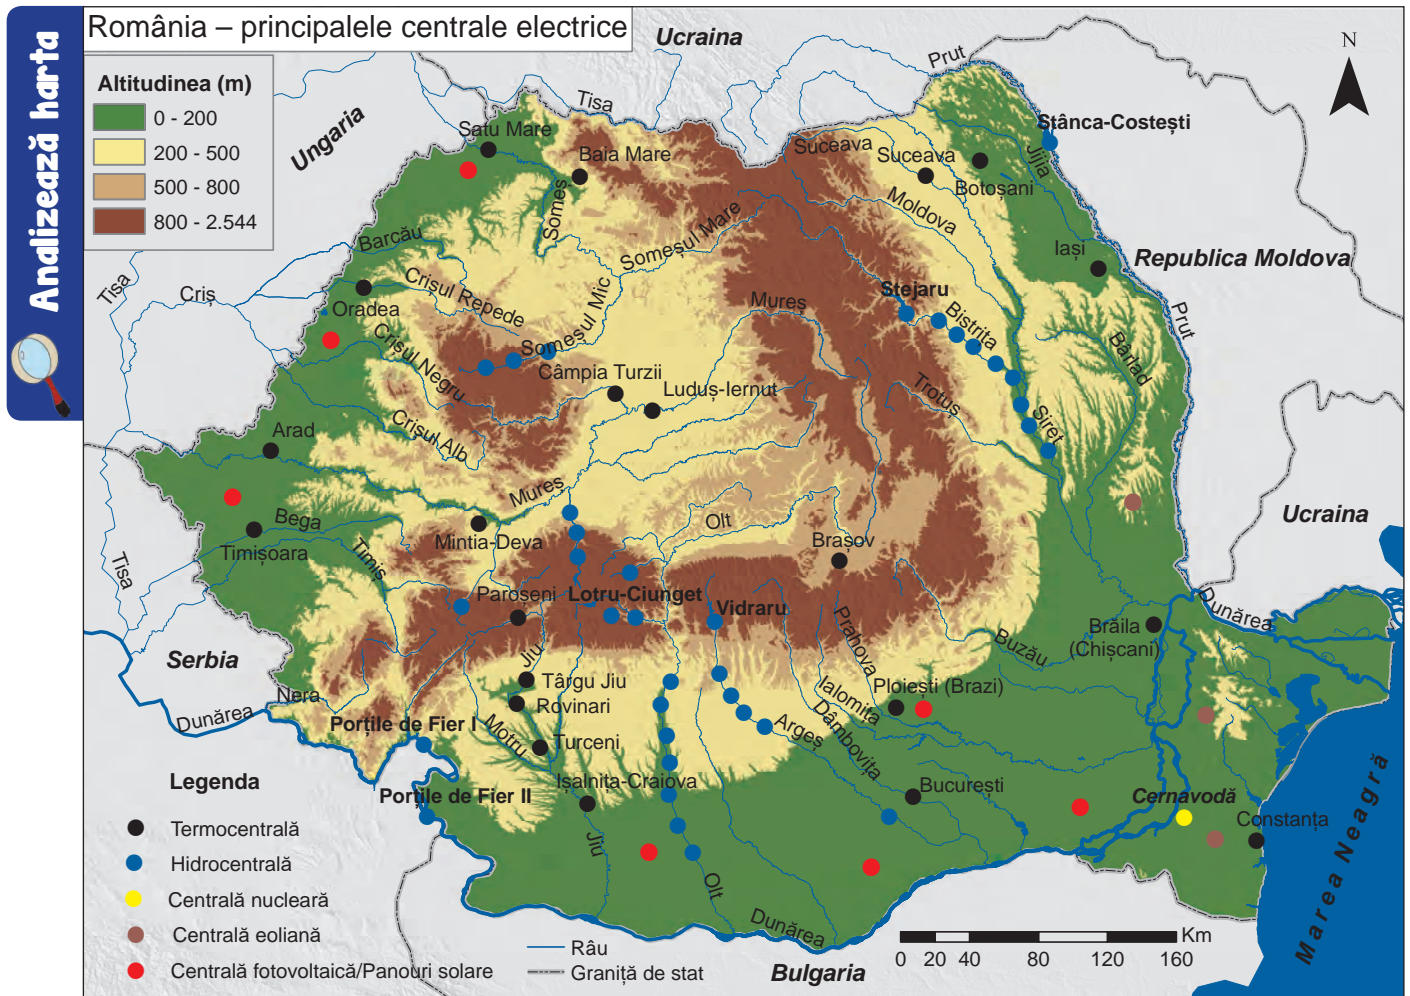 Analizează harta
România – principalele centrale electrice
Altitudinea (m)
0 - 200
200 - 500
500 - 800
800 - 2.544
Ucraina
Ungaria
Tisa
Prut
N
Satu Mare
Baia Mare
Suceava
Suceava
Botoșani
Stânca-Costești
Jijia
Someș
Moldova
Someșul Mare
Iași
Republica Moldova
Barcău
Tisa
Criș
Crișul Repede
Oradea
Someșul Mic
Mureș
Stejaru
Bistrița
Prut
Bârlad
Crișul Negru
Câmpia Turzii
Luduș-Iernut
Trotuș
Siret
Arad
Crișul Alb
Mureș
Bega
Timișoara
Timiș
Mintia-Deva
Olt
Brașov
Ucraina
Tisa
Paroșeni
Lotru-Ciunget
Vidraru
Prahova
Buzău
Brăila
(Chișcani)
Dunărea
Serbia
Jiu
Târgu Jiu
Rovinari
Nera
Dunărea
Porțile de Fier I
Motru
Turceni
Ialomița
Ploiești (Brazi)
Dâmbovița
Argeș
Ișalnița-Craiova
Porțile de Fier II
București
Cernavodă
Constanța
Jiu
Olt
Dunărea
Bulgaria
Marea Neagră
Legenda
Termocentrală
Hidrocentrală
Centrală nucleară
Centrală eoliană
Centrală fotovoltaică/Panouri solare
Râu
Graniță de stat
Km
0 20 40 80 120 160